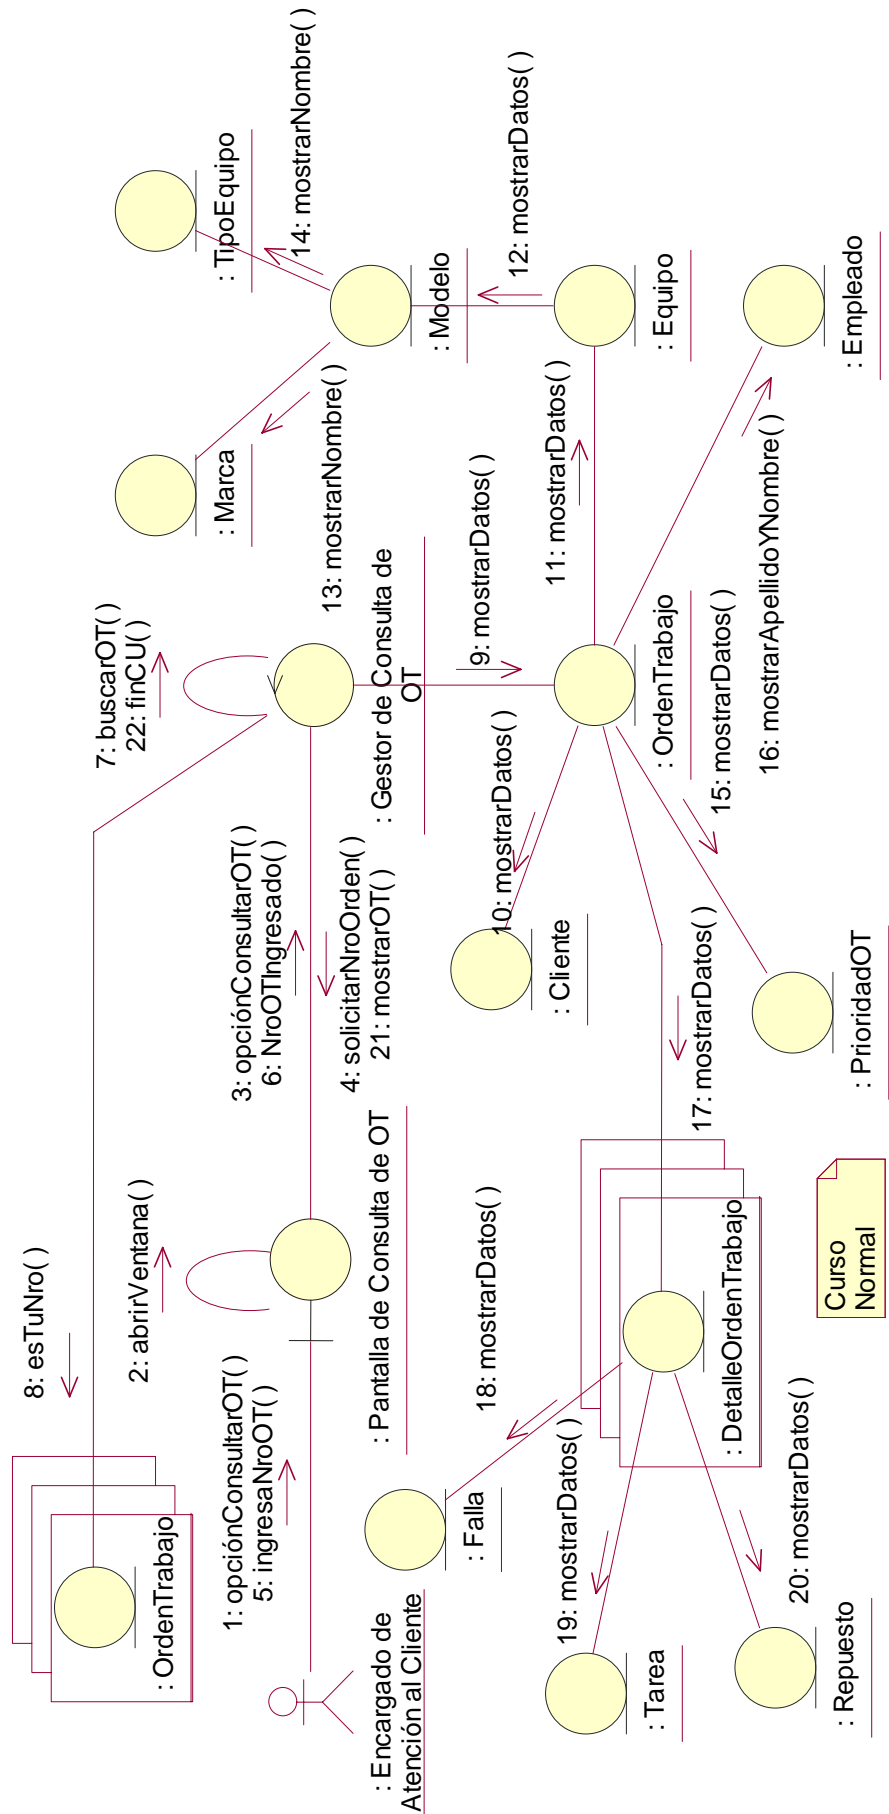 8: esTuNro( )
: OrdenTrabajo
7: buscarOT( )
22: finCU( )
2: abrirVentana( )
1: opciónConsultarOT( )
5: ingresaNroOT( )
3: opciónConsultarOT( )
6: NroOTIngresado( )
4: solicitarNroOrden( )
21: mostrarOT( )
: Encargado de
Atención al Cliente
: Pantalla de Consulta de OT
: Gestor de Consulta de
OT
: Marca
: TipoEquipo
13: mostrarNombre( )
14: mostrarNombre( )
: Modelo
12: mostrarDatos( )
9: mostrarDatos( )
11: mostrarDatos( )
: Equipo
10: mostrarDatos( )
: Cliente
: OrdenTrabajo
15: mostrarDatos( )
16: mostrarApellidoYNombre( )
: Empleado
17: mostrarDatos( )
: PrioridadOT
18: mostrarDatos( )
: Falla
: DetalleOrdenTrabajo
19: mostrarDatos( )
: Tarea
20: mostrarDatos( )
: Repuesto
Curso
Normal